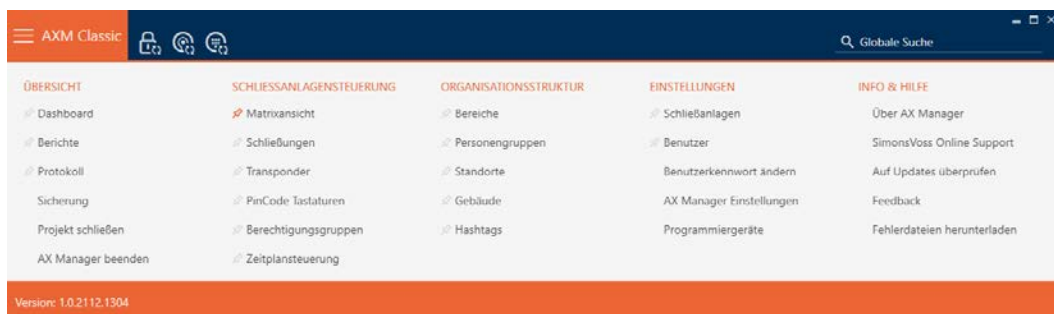 AXM Classic
Globale Suche
ÜBERSICHT
Dashboard
Berichte
Protokoll
Sicherung
Projekt schließen
AX Manager beenden
SCHLIESSANLAGENSTEUERUNG
Matrixansicht
Schließungen
Transponder
PinCode Tastaturen
Berechtigungsgruppen
Zeitplansteuerung
ORGANISATIONSSTRUKTUR
Bereiche
Personengruppen
Standorte
Gebäude
Hashtags
EINSTELLUNGEN
Schließanlagen
Benutzer
Benutzerkennwort ändern
AX Manager Einstellungen
Programmiergeräte
INFO & HILFE
Über AX Manager
SimonsVoss Online Support
Auf Updates überprüfen
Feedback
Fehlerdateien herunterladen
Version: 1.0.2112.1304